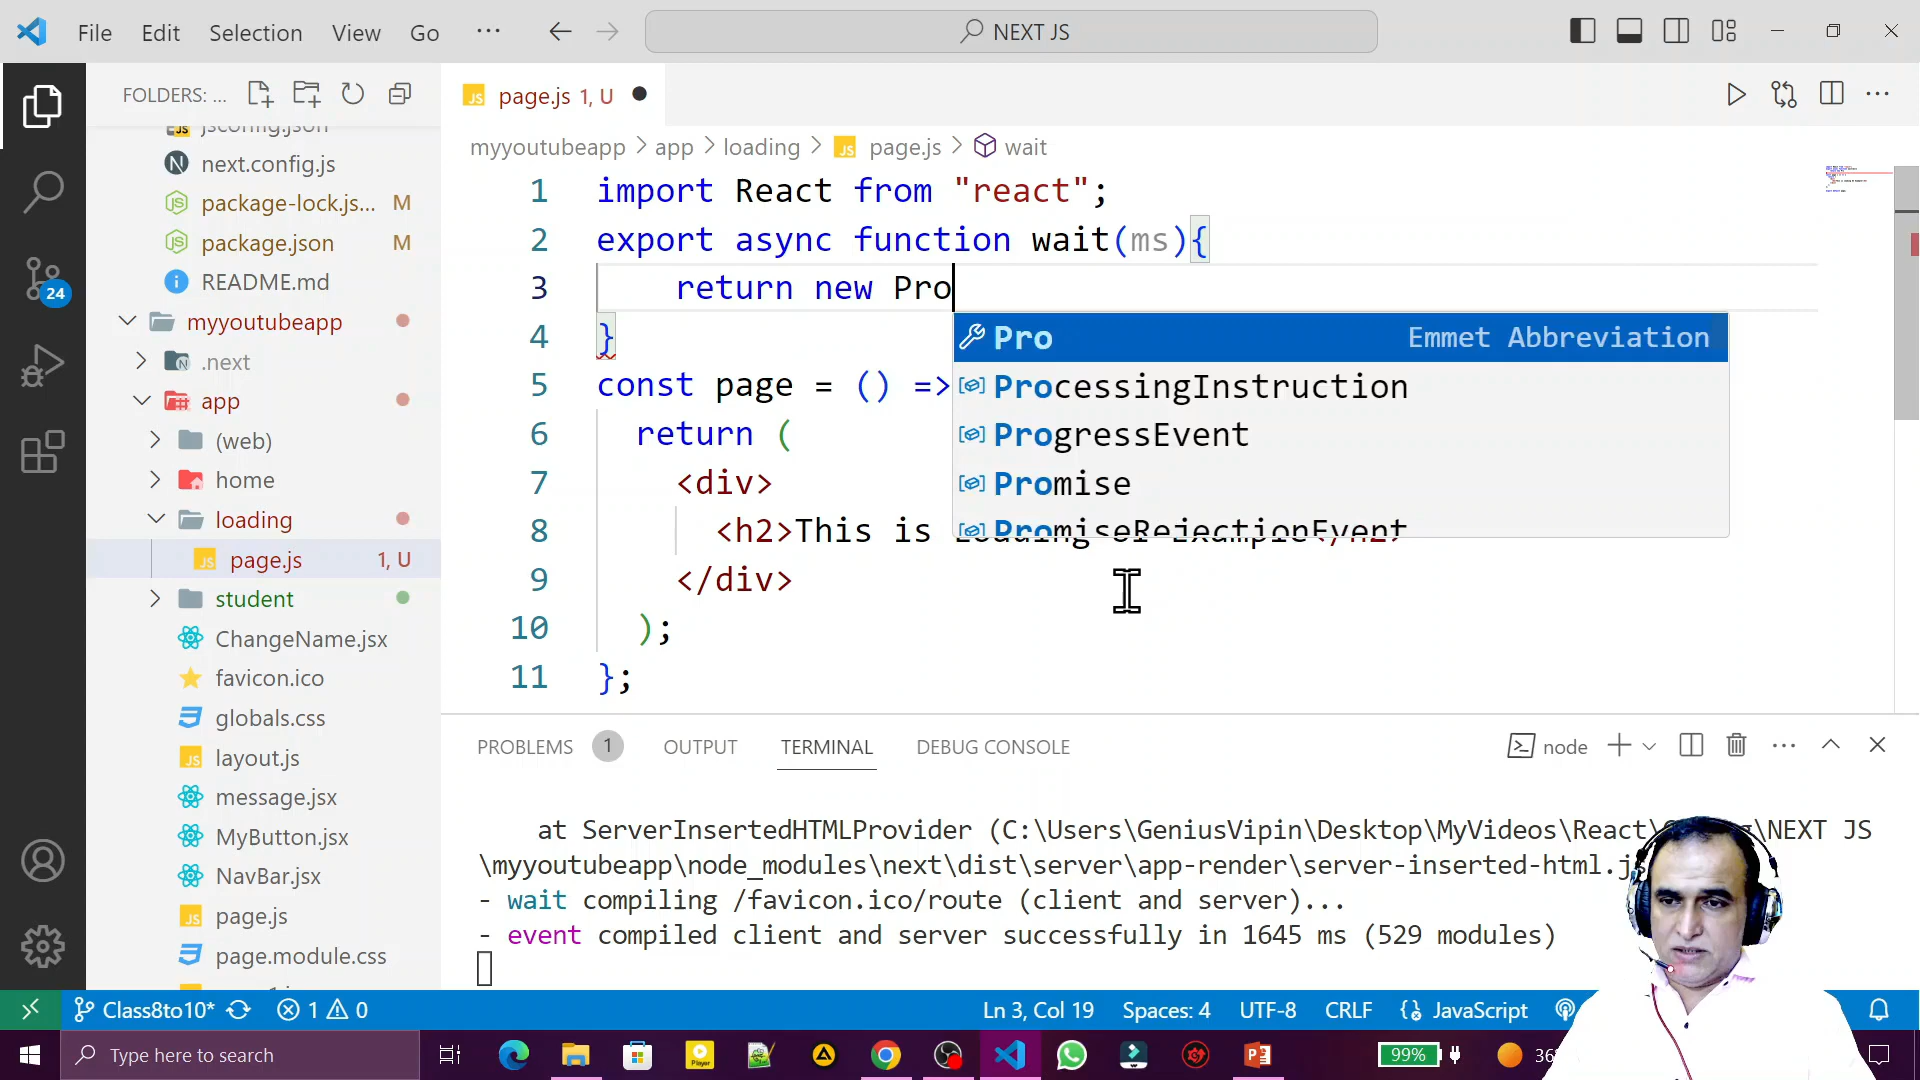 File Edit Selection View Go ... NEXT JS
FOLDERS: ...
page.js 1, U
myyoutubeapp > app > loading > page.js > wait
jsconfig.json
next.config.js
package-lock.js... M
package.json M
README.md
myyoutubeapp
.next
app
(web)
home
loading
page.js 1, U
student
ChangeName.jsx
favicon.ico
globals.css
layout.js
message.jsx
MyButton.jsx
NavBar.jsx
page.js
page.module.css
24
1 import React from "react";
2 export async function wait(ms){
3 return new Pro
4 }
5 const page = () =>
6 return (
7 <div>
8 <h2>This is
9 </div>
10 );
11 };
Pro Emmet Abbreviation
ProcessingInstruction
ProgressEvent
Promise
PromiseRejectionEvent
PROBLEMS 1 OUTPUT TERMINAL DEBUG CONSOLE
node
at ServerInsertedHTMLProvider (C:\Users\GeniusVipin\Desktop\MyVideos\React\ NEXT JS
\myyoutubeapp\node_modules\next\dist\server\app-render\server-inserted-html.js
- wait compiling /favicon.ico/route (client and server)...
- event compiled client and server successfully in 1645 ms (529 modules)
Class8to10* 1 0 Ln 3, Col 19 Spaces: 4 UTF-8 CRLF JavaScript
Type here to search
99%